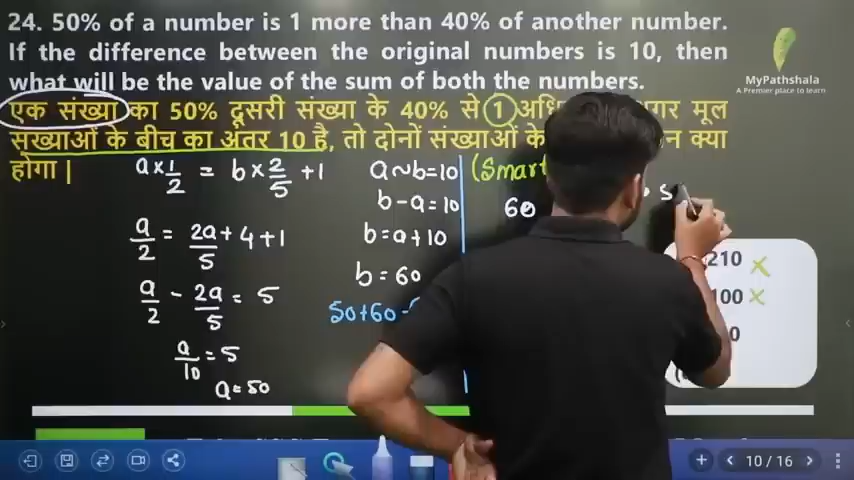 24. 50% of a number is 1 more than 40% of another number.
If the difference between the original numbers is 10, then
what will be the value of the sum of both the numbers.
एक संख्या का 50% दूसरी संख्या के 40% से 1 मूल
संख्याओं के बीच का अंतर 10 है, तो दोनों संख्याओं के क्या
होगा |
MyPathshala
A Premier place to learn
a×1/2 = b×2/5 +1
a/2 = 2a/5 + 4 + 1
a/2 - 2a/5 = 5
a/10 = 5
a=50
a~b=10
b-a=10
b=a+10
b=60
50+60
(Smart
60
210 ×
100 ×
10 / 16